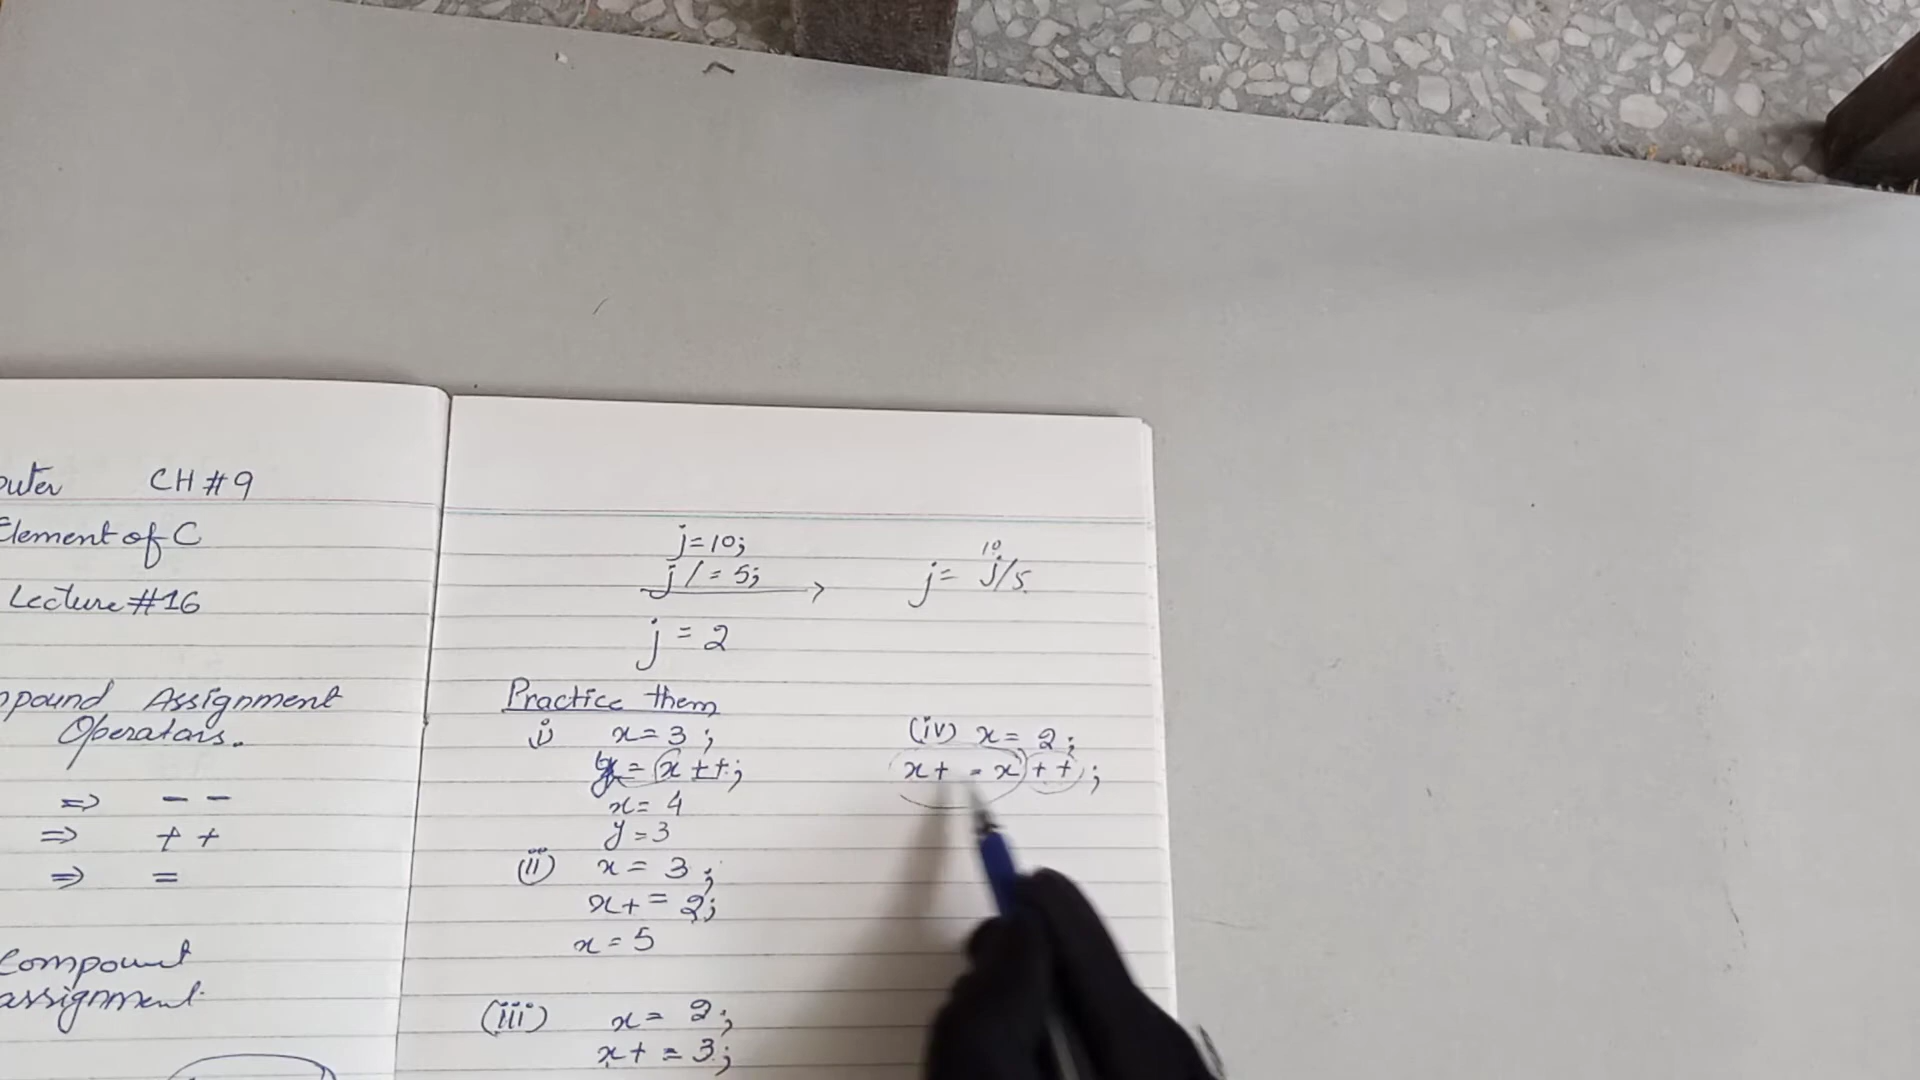 CH # 9
Element of C
Lecture #16
Assignment
Operators.
=> - -
=> + +
=> =
Compound
assignment.
j=10;
j / = 5;
j = 2
10
j= j/5
Practice them
i) x=3 ;
y= x++;
x= 4
y=3
(ii) x = 3 ;
x+ = 2;
x=5
(iii) x= 2;
x+ = 3;
(iv) x= 2;
x+ = x++ ;